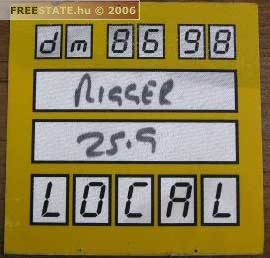 FREESTATE.hu © 2006
dm 86 98
RIGGER
25.9
LOCAL